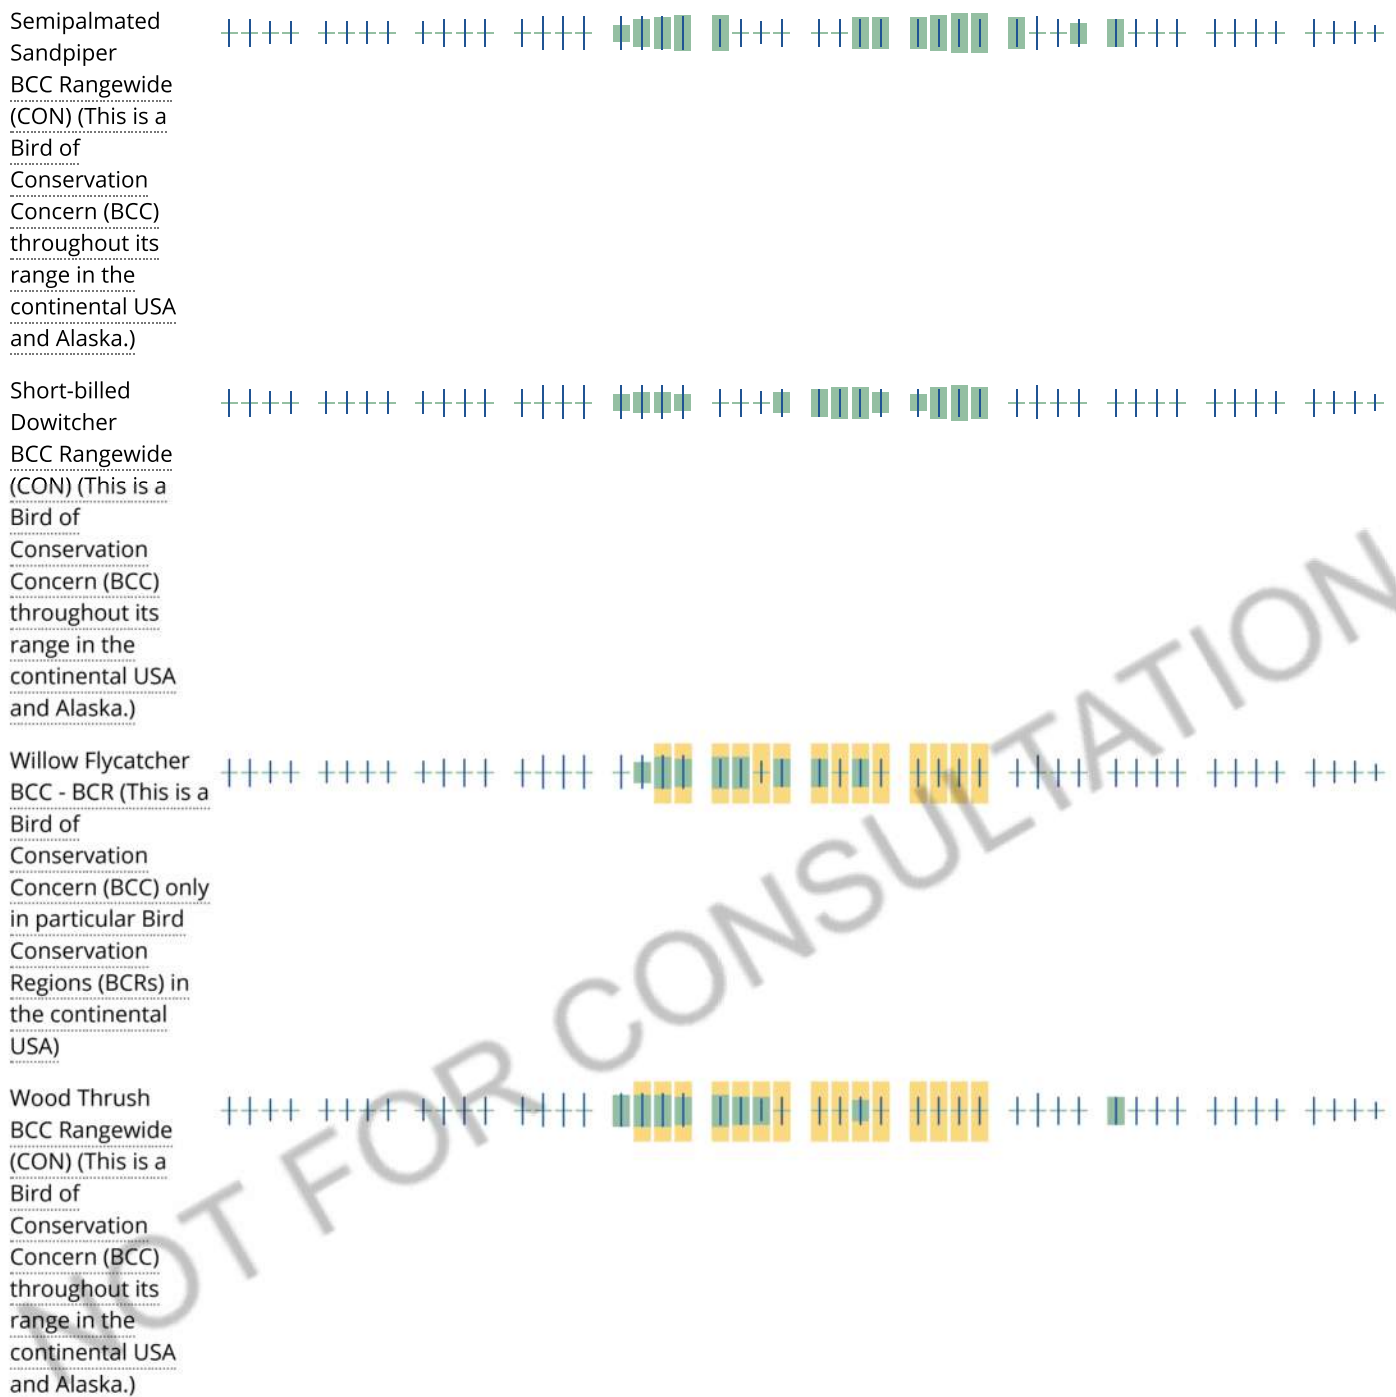 Semipalmated
Sandpiper
BCC Rangewide
(CON) (This is a
Bird of
Conservation
Concern (BCC)
throughout its
range in the
continental USA
and Alaska.)
Short-billed
Dowitcher
BCC Rangewide
(CON) (This is a
Bird of
Conservation
Concern (BCC)
throughout its
range in the
continental USA
and Alaska.)
Willow Flycatcher
BCC - BCR (This is a
Bird of
Conservation
Concern (BCC) only
in particular Bird
Conservation
Regions (BCRs) in
the continental
USA)
Wood Thrush
BCC Rangewide
(CON) (This is a
Bird of
Conservation
Concern (BCC)
throughout its
range in the
continental USA
and Alaska.)
NOT FOR CONSULTATION